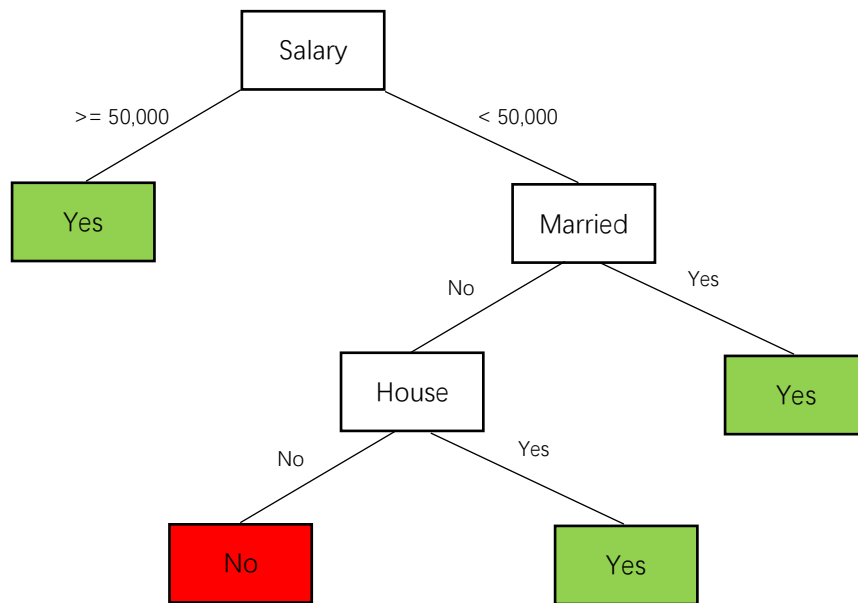 Salary
>= 50,000
< 50,000
Yes
Married
No
Yes
House
Yes
No
Yes
No
Yes